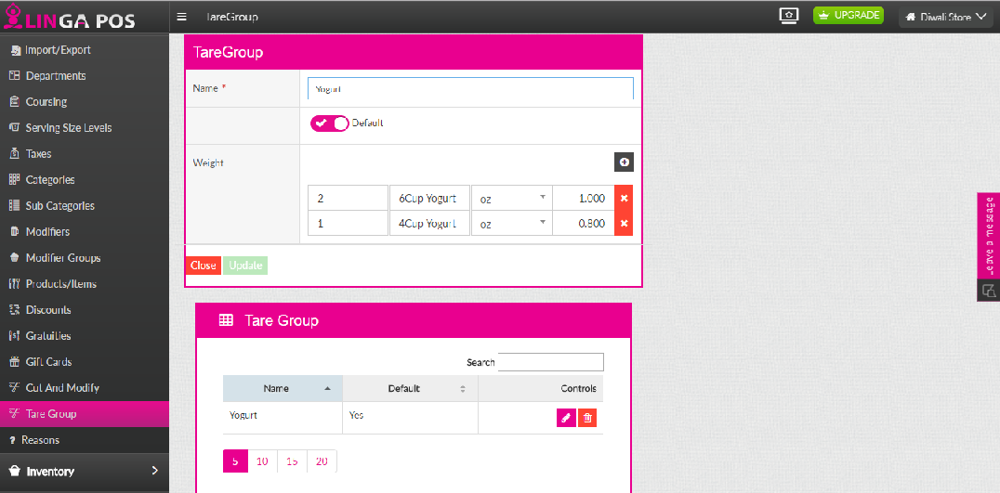 LINGA POS
TareGroup
UPGRADE
Diwali Store
Import/Export
Departments
Coursing
Serving Size Levels
Taxes
Categories
Sub Categories
Modifiers
Modifier Groups
Products/Items
Discounts
Gratuities
Gift Cards
Cut And Modify
Tare Group
? Reasons
Inventory
TareGroup
Name *
Yogurt
Default
Weight
2 6Cup Yogurt oz 1.000
1 4Cup Yogurt oz 0.800
Close Update
Tare Group
Search
Name Default Controls
Yogurt Yes
5 10 15 20
Leave a message